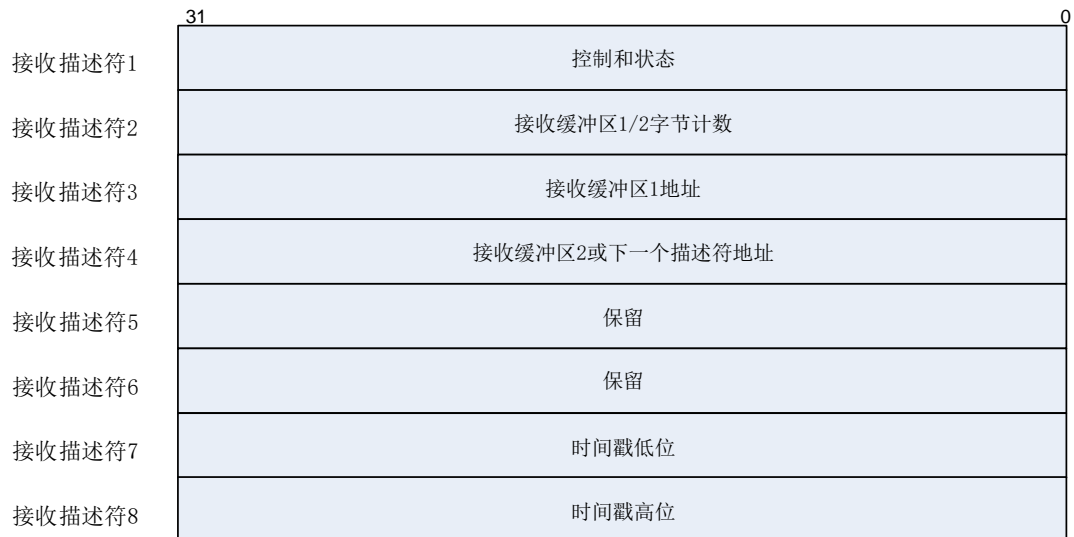 31 0
接收描述符1 控制和状态
接收描述符2 接收缓冲区1/2字节计数
接收描述符3 接收缓冲区1地址
接收描述符4 接收缓冲区2或下一个描述符地址
接收描述符5 保留
接收描述符6 保留
接收描述符7 时间戳低位
接收描述符8 时间戳高位